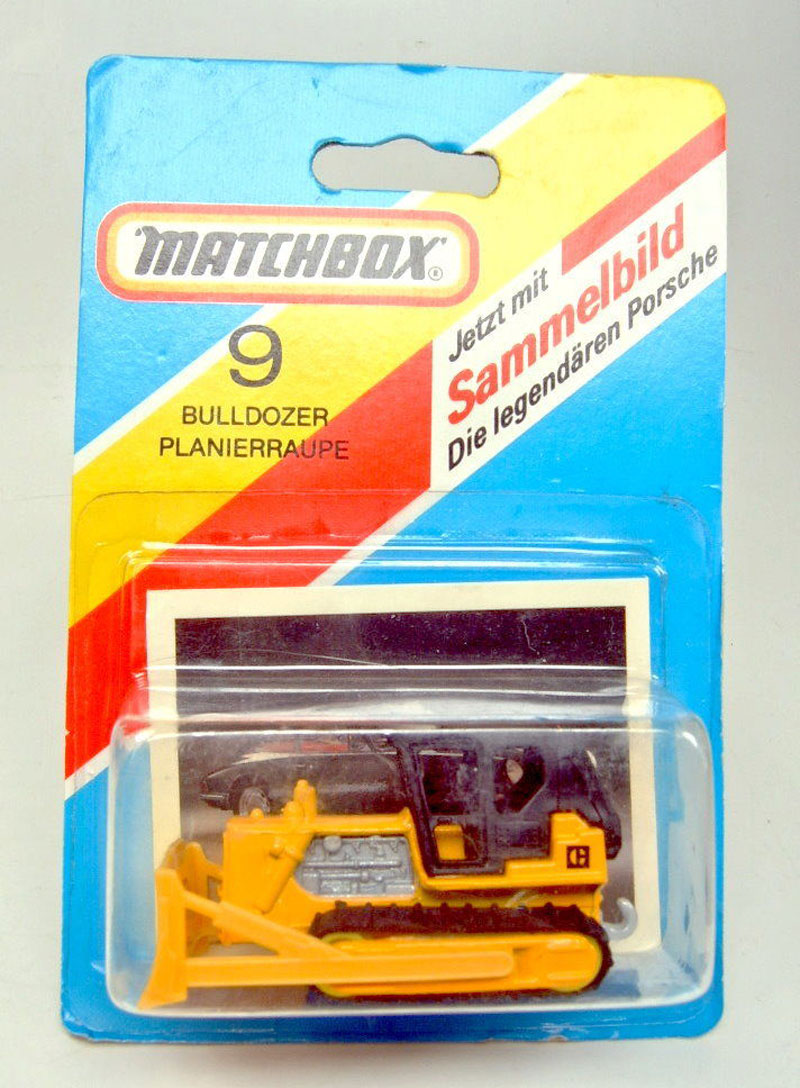 MATCHBOX®
9
BULLDOZER
PLANIERRAUPE
Jetzt mit
Sammelbild
Die legendären Porsche